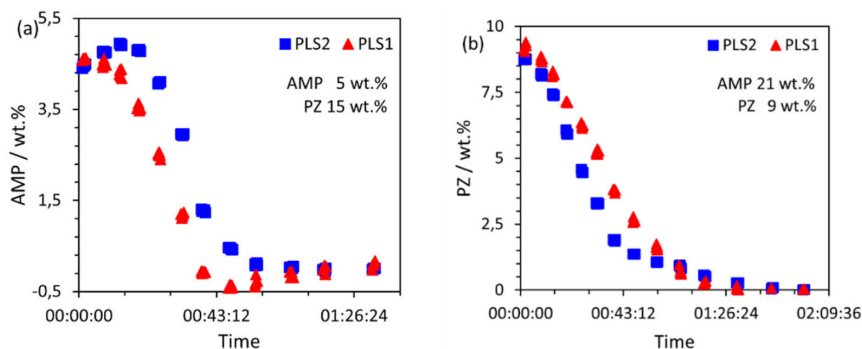 (a)
PLS2 PLS1
AMP 5 wt.%
PZ 15 wt.%
AMP / wt.%
5,5
3,5
1,5
-0,5
00:00:00 00:43:12 01:26:24
Time
(b)
PLS2 PLS1
AMP 21 wt.%
PZ 9 wt.%
PZ / wt.%
10
7.5
5
2.5
0
00:00:00 00:43:12 01:26:24 02:09:36
Time